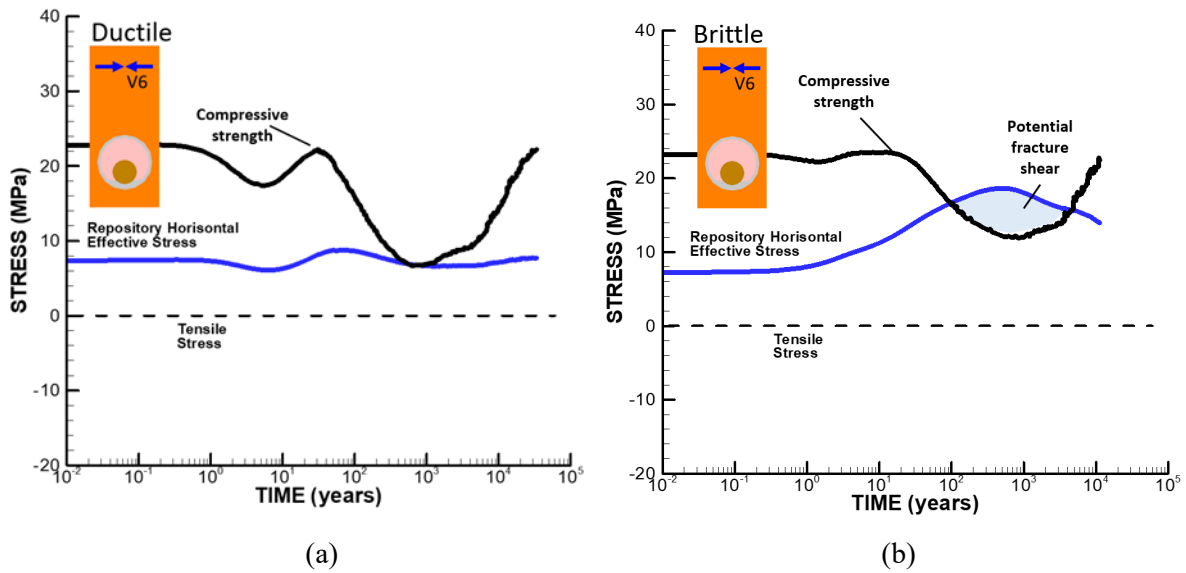 Ductile
V6
Compressive
strength
Repository Horisontal
Effective Stress
Tensile
Stress
STRESS (MPa)
40
30
20
10
0
-10
-20
10-2
10-1
100
101
102
103
104
105
TIME (years)
(a)
Brittle
V6
Compressive
strength
Potential
fracture
shear
Repository Horisontal
Effective Stress
Tensile
Stress
STRESS (MPa)
40
30
20
10
0
-10
-20
10-2
10-1
100
101
102
103
104
105
TIME (years)
(b)